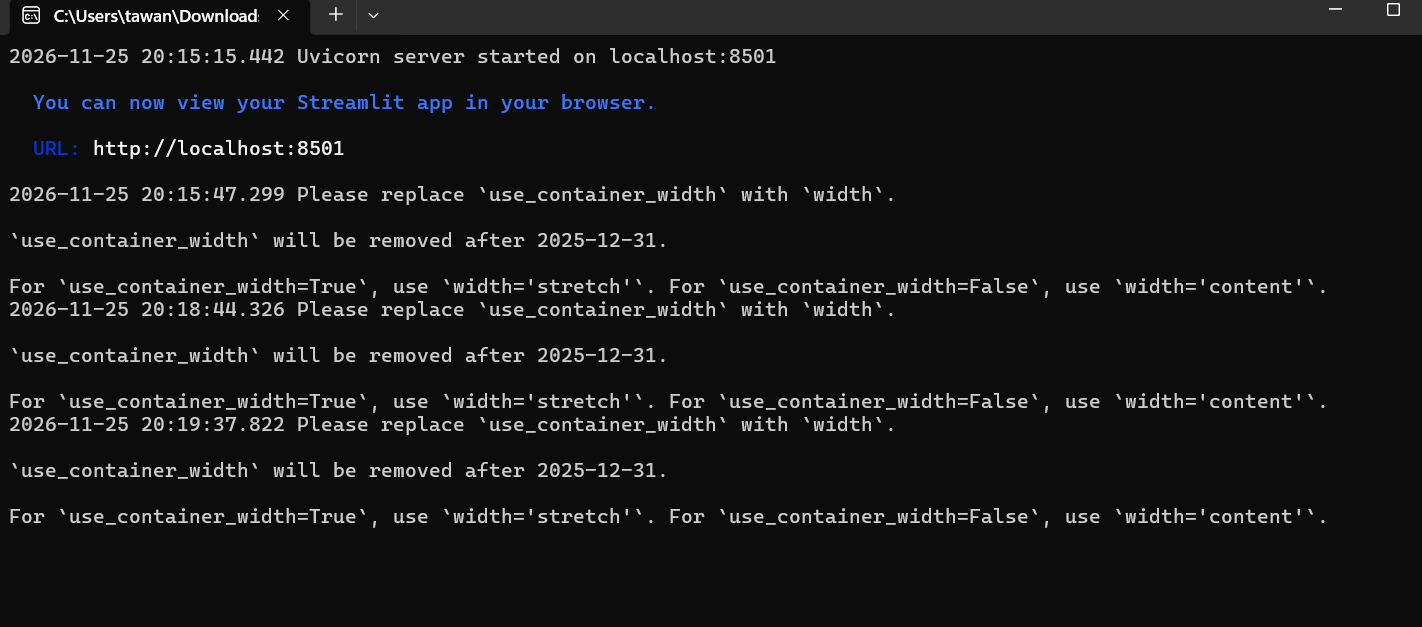 C:\Users\tawan\Download
2026-11-25 20:15:15.442 Uvicorn server started on localhost:8501
You can now view your Streamlit app in your browser.
URL: http://localhost:8501
2026-11-25 20:15:47.299 Please replace `use_container_width` with `width`.
`use_container_width` will be removed after 2025-12-31.
For `use_container_width=True`, use `width='stretch'`. For `use_container_width=False`, use `width='content'`.
2026-11-25 20:18:44.326 Please replace `use_container_width` with `width`.
`use_container_width` will be removed after 2025-12-31.
For `use_container_width=True`, use `width='stretch'`. For `use_container_width=False`, use `width='content'`.
2026-11-25 20:19:37.822 Please replace `use_container_width` with `width`.
`use_container_width` will be removed after 2025-12-31.
For `use_container_width=True`, use `width='stretch'`. For `use_container_width=False`, use `width='content'`.